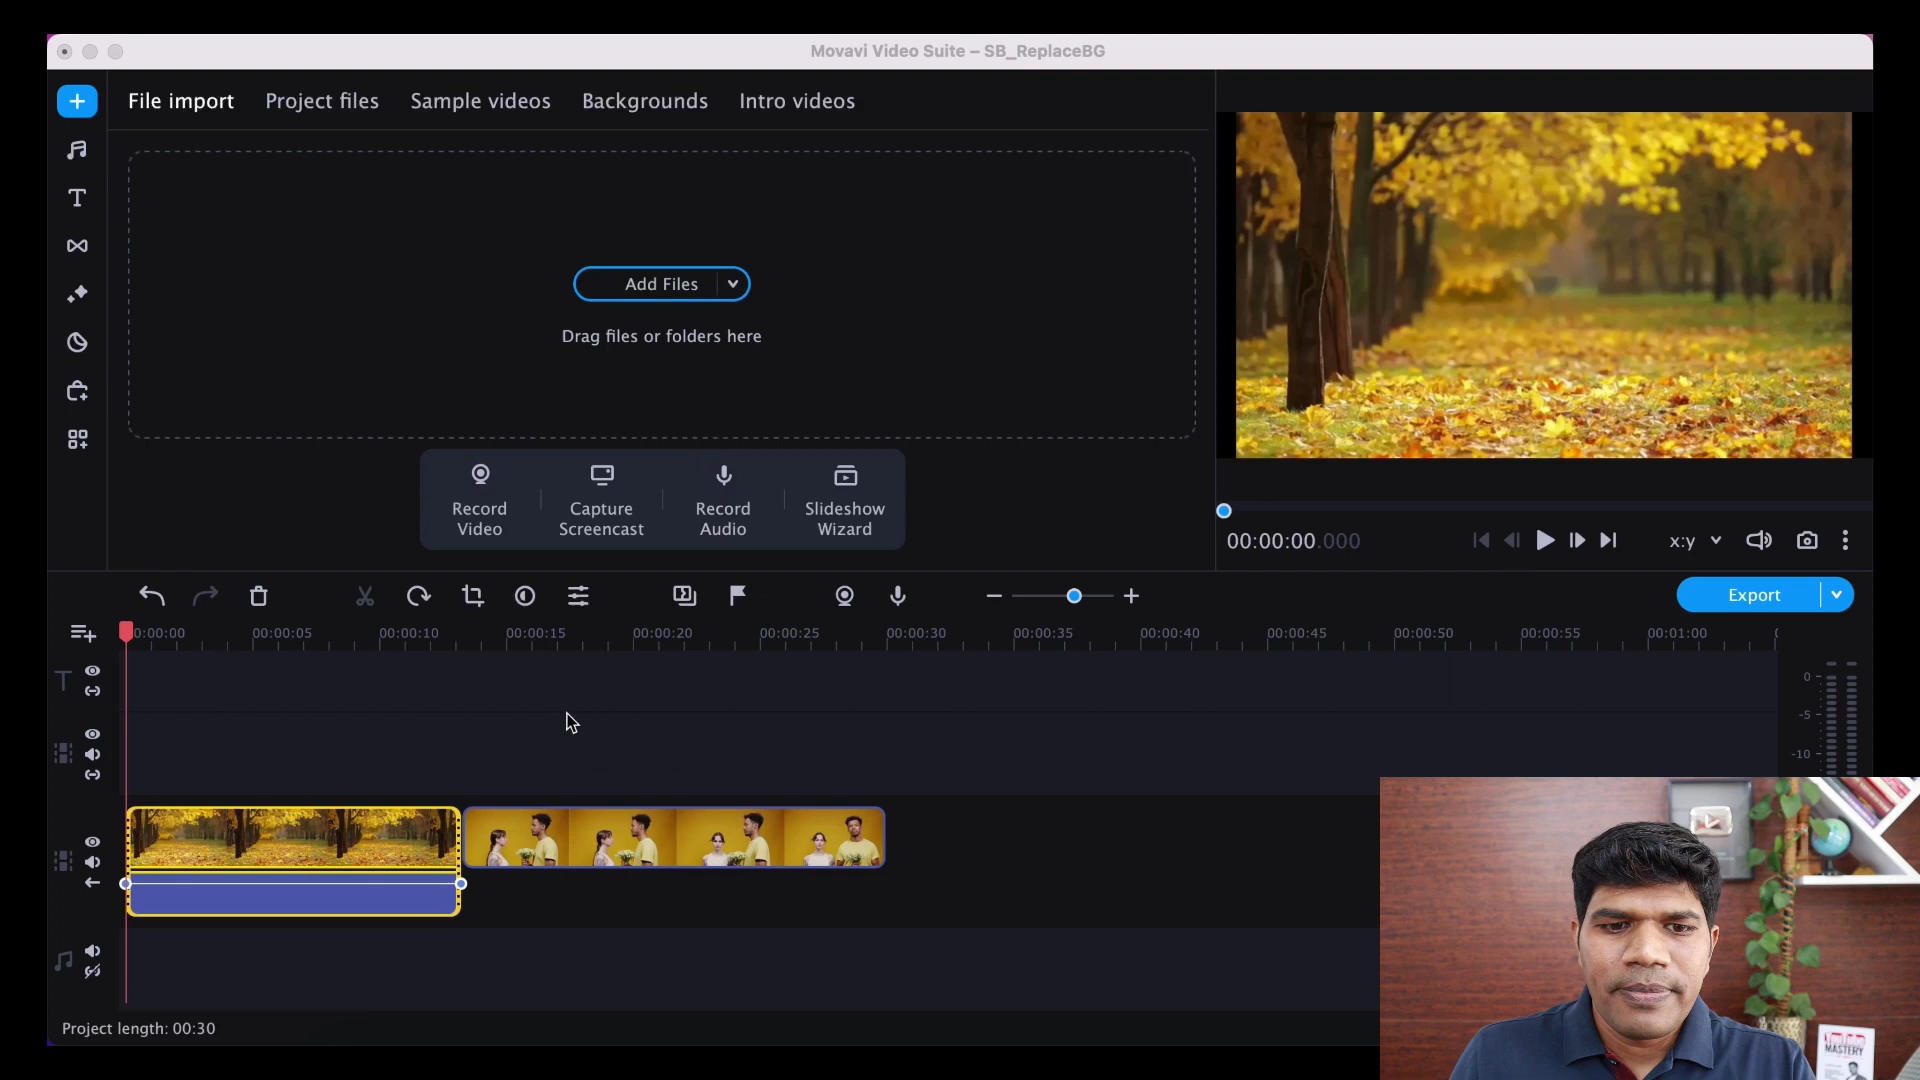 Movavi Video Suite – SB_ReplaceBG
File import
Project files
Sample videos
Backgrounds
Intro videos
Add Files
Drag files or folders here
Record
Video
Capture
Screencast
Record
Audio
Slideshow
Wizard
00:00:00.000
x:y
Export
0:00:00
00:00:05
00:00:10
00:00:15
00:00:20
00:00:25
00:00:30
00:00:35
00:00:40
00:00:45
00:00:50
00:00:55
00:01:00
0
-5
-10
Project length: 00:30
MASTERY